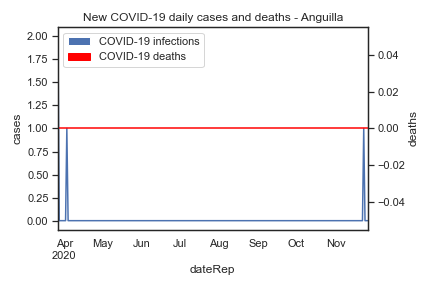 New COVID-19 daily cases and deaths - Anguilla
COVID-19 infections
COVID-19 deaths
2.00
1.75
1.50
1.25
1.00
0.75
0.50
0.25
0.00
cases
0.04
0.02
0.00
−0.02
−0.04
deaths
Apr May Jun Jul Aug Sep Oct Nov
2020
dateRep